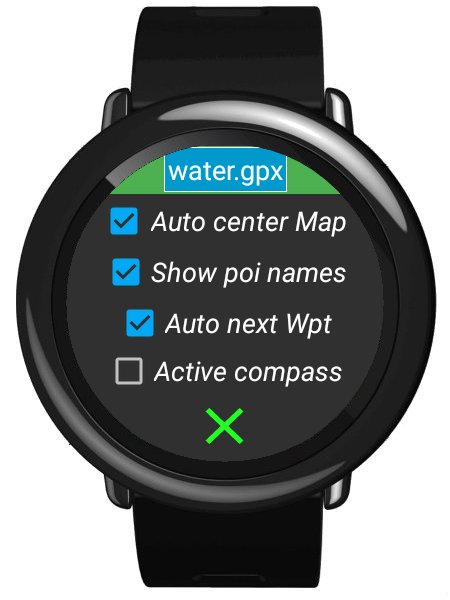 water.gpx
Auto center Map
Show poi names
Auto next Wpt
Active compass